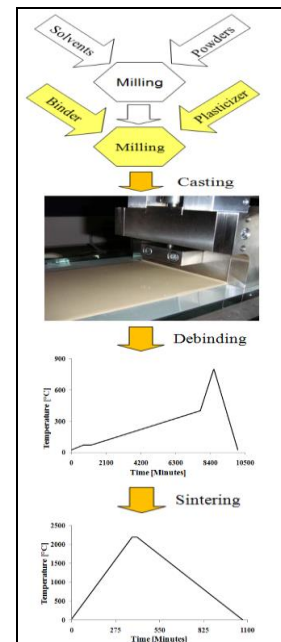 Solvents
Powders
Milling
Binder
Plasticizer
Milling
Casting
Debinding
Temperature [°C]
900
600
300
0
0 2100 4200 6300 8400 10500
Time [Minutes]
Sintering
Temperature [°C]
2500
2000
1500
1000
500
0
0 275 550 825 1100
Time [Minutes]